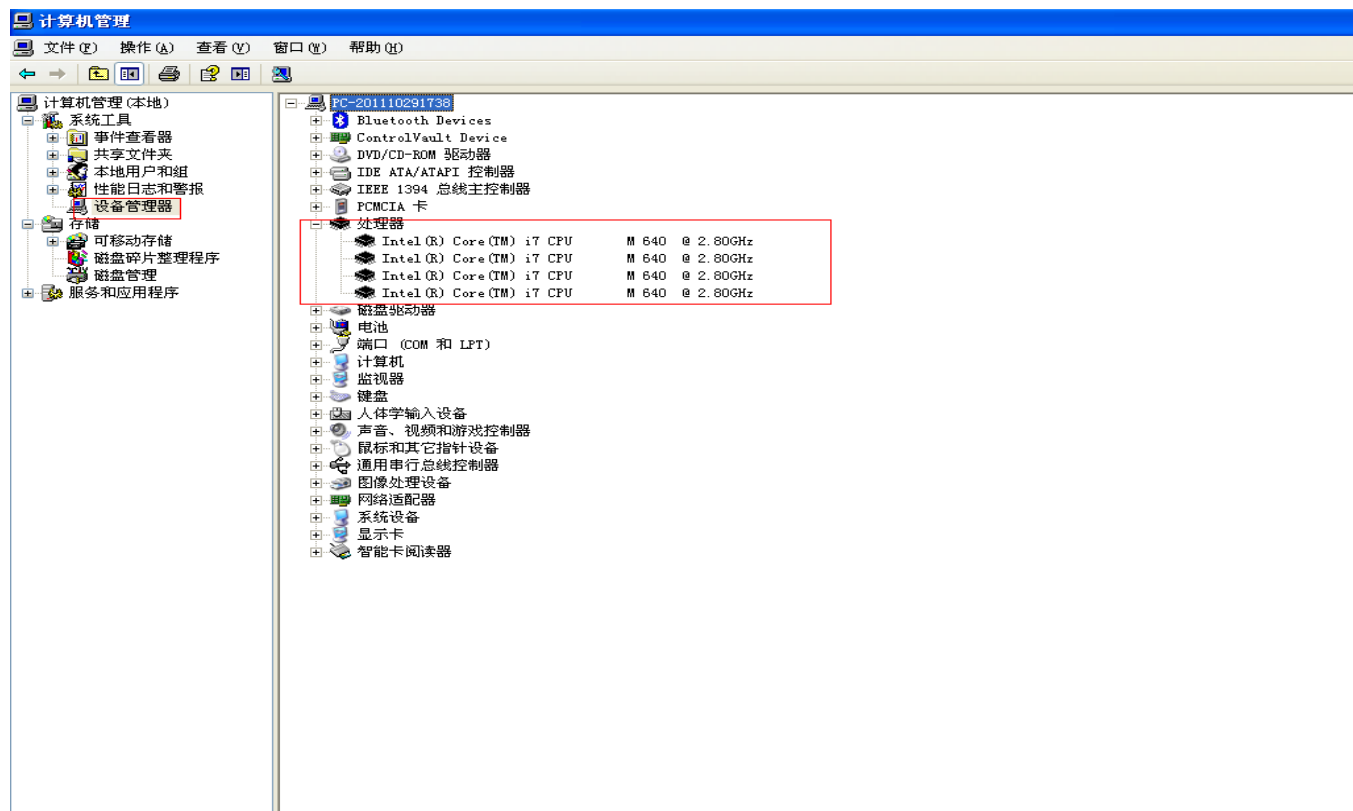 计算机管理
文件(F) 操作(A) 查看(V) 窗口(W) 帮助(H)
计算机管理(本地)
系统工具
事件查看器
共享文件夹
本地用户和组
性能日志和警报
设备管理器
存储
可移动存储
磁盘碎片整理程序
磁盘管理
服务和应用程序
PC-201110291738
Bluetooth Devices
ControlVault Device
DVD/CD-ROM 驱动器
IDE ATA/ATAPI 控制器
IEEE 1394 总线主控制器
PCMCIA 卡
处理器
Intel(R) Core(TM) i7 CPU M 640 @ 2.80GHz
Intel(R) Core(TM) i7 CPU M 640 @ 2.80GHz
Intel(R) Core(TM) i7 CPU M 640 @ 2.80GHz
Intel(R) Core(TM) i7 CPU M 640 @ 2.80GHz
磁盘驱动器
电池
端口 (COM 和 LPT)
计算机
监视器
键盘
人体学输入设备
声音、视频和游戏控制器
鼠标和其它指针设备
通用串行总线控制器
图像处理设备
网络适配器
系统设备
显示卡
智能卡阅读器